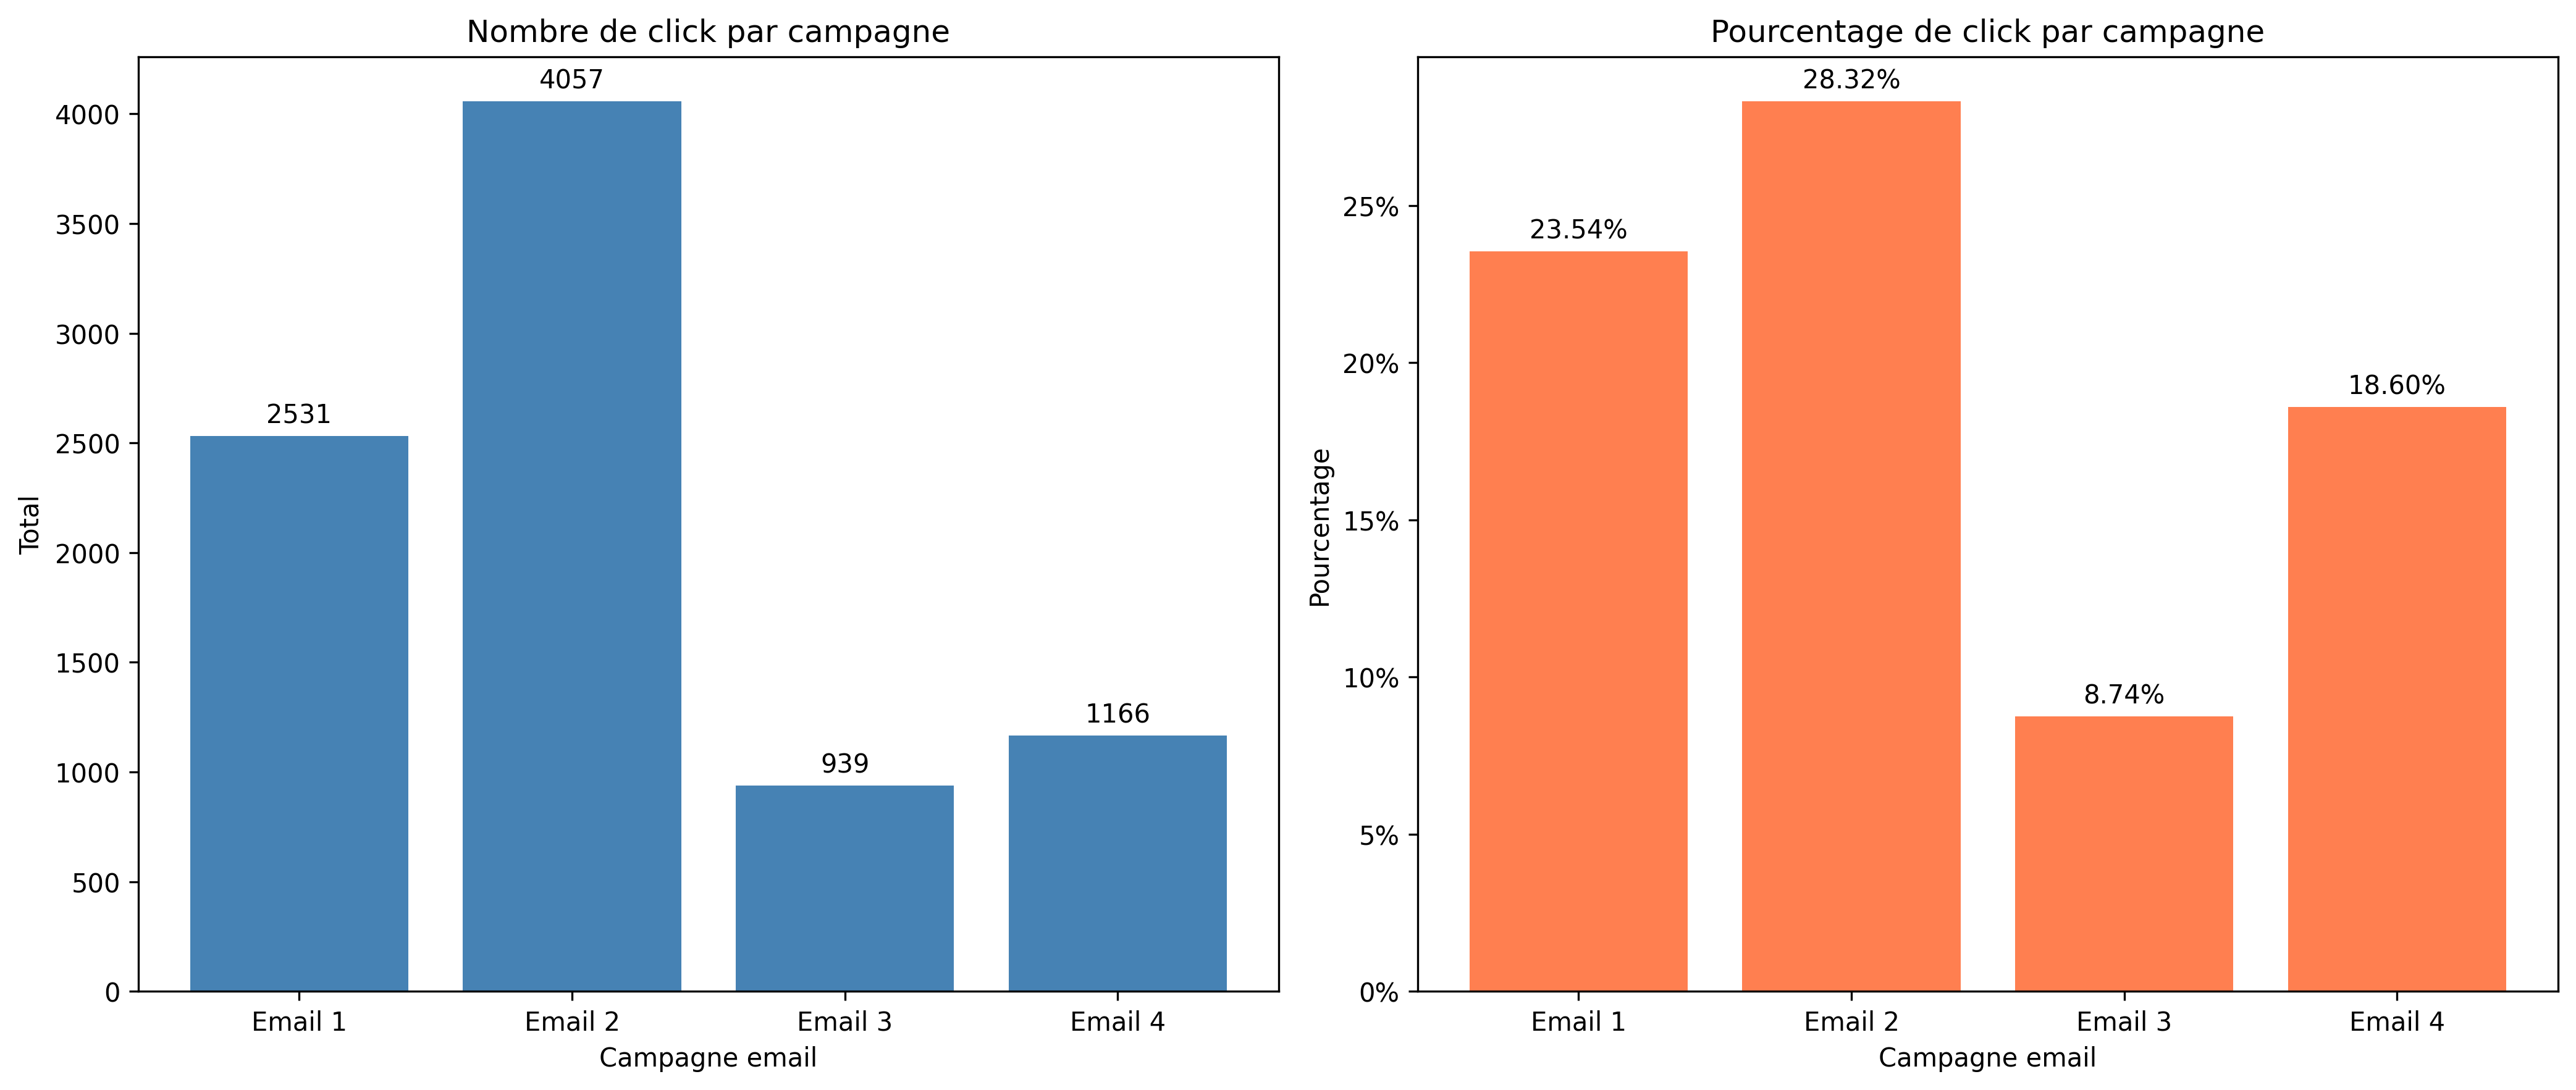 Nombre de click par campagne
4057
4000
3500
3000
2531
2500
2000
1500
1166
1000
939
500
0
Total
Email 1
Email 2
Email 3
Email 4
Campagne email
Pourcentage de click par campagne
28.32%
25%
23.54%
20%
18.60%
15%
10%
8.74%
5%
0%
Pourcentage
Email 1
Email 2
Email 3
Email 4
Campagne email